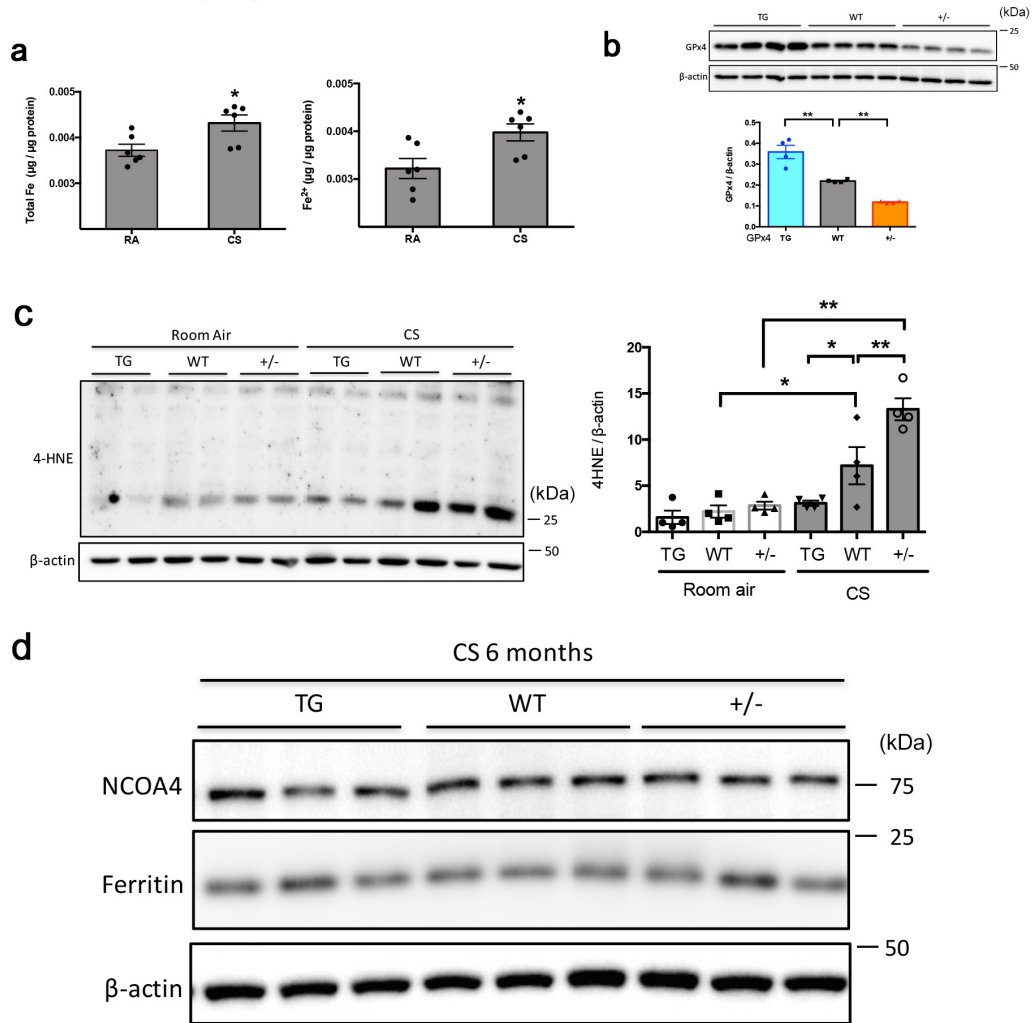 a
Total Fe (µg / µg protein)
0.005
0.004
0.003
*
RA CS
Fe2+ (µg / µg protein)
0.005
0.004
0.003
*
RA CS
b
TG WT +/- (kDa)
GPx4 25
β-actin 50
GPx4 / β-actin
0.5
0.4
0.3
0.2
0.1
0.0
** **
GPx4 TG WT +/-
c
Room Air CS
TG WT +/- TG WT +/-
4-HNE
(kDa)
25
β-actin 50
4HNE / β-actin
20
15
10
5
0
**
* **
*
TG WT +/- TG WT +/-
Room air CS
d
CS 6 months
TG WT +/-
(kDa)
NCOA4 75
25
Ferritin
50
β-actin